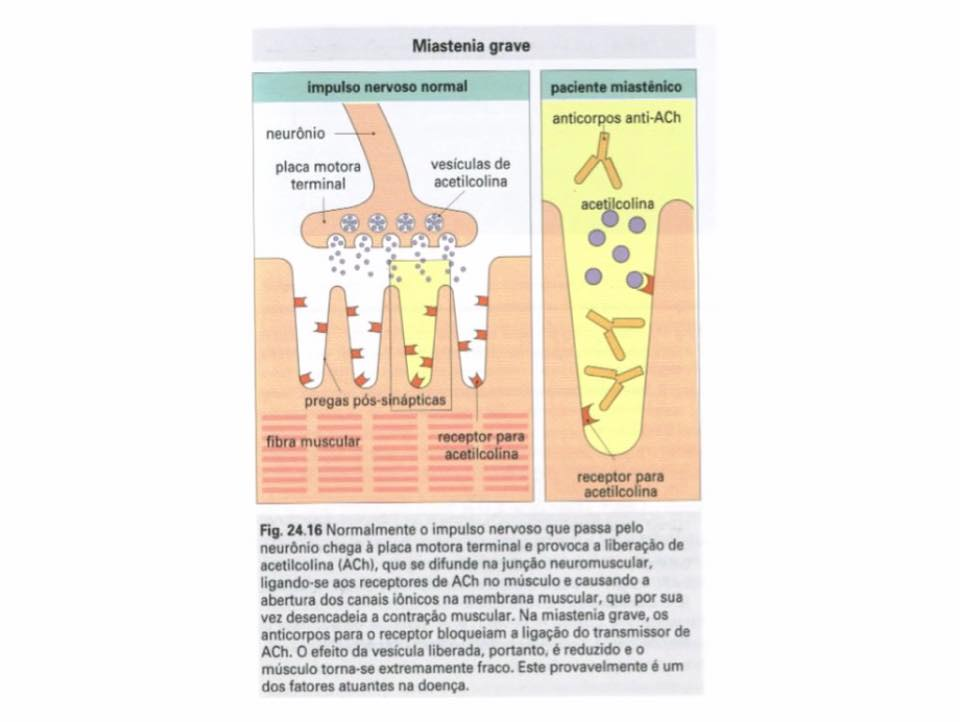 Miastenia grave
impulso nervoso normal
neurônio
placa motora
terminal
vesículas de
acetilcolina
pregas pós-sinápticas
fibra muscular
receptor para
acetilcolina
paciente miastênico
anticorpos anti-ACh
acetilcolina
receptor para
acetilcolina
Fig. 24.16 Normalmente o impulso nervoso que passa pelo
neurônio chega à placa motora terminal e provoca a liberação de
acetilcolina (ACh), que se difunde na junção neuromuscular,
ligando-se aos receptores de ACh no músculo e causando a
abertura dos canais iônicos na membrana muscular, que por sua
vez desencadeia a contração muscular. Na miastenia grave, os
anticorpos para o receptor bloqueiam a ligação do transmissor de
ACh. O efeito da vesícula liberada, portanto, é reduzido e o
músculo torna-se extremamente fraco. Este provavelmente é um
dos fatores atuantes na doença.